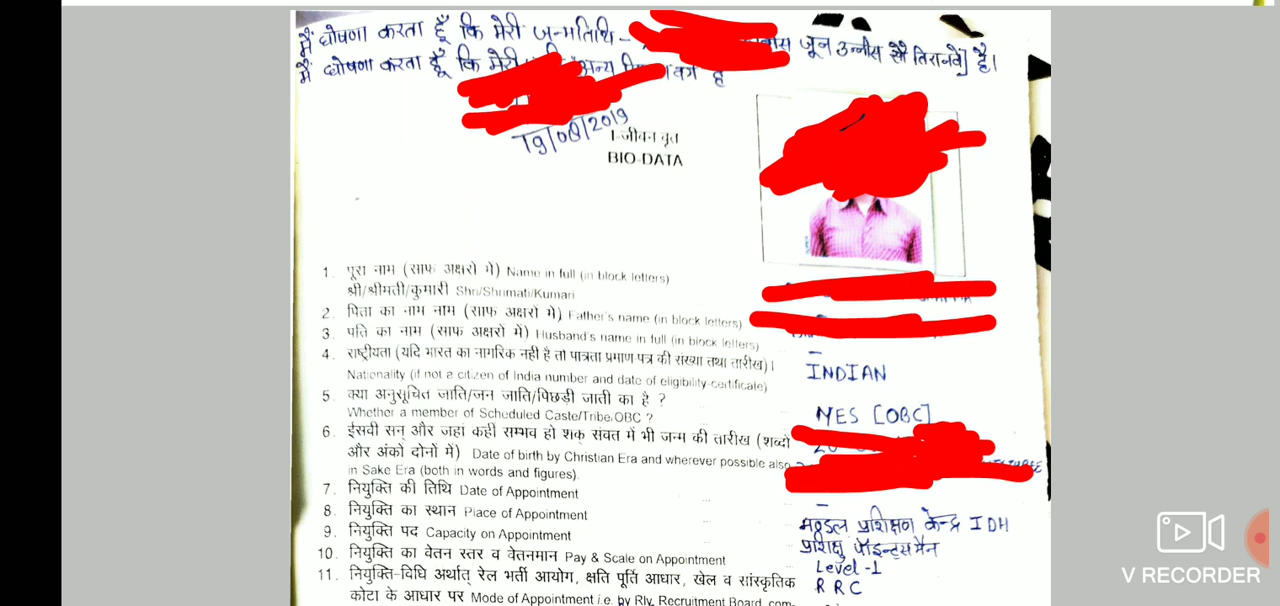 मैं घोषणा करता हूँ कि मेरी जन्मतिथि - जून उन्नीस सौ तिरानवे] है।
मैं घोषणा करता हूँ कि मेरी अन्य वर्ग है
19/08/2019
I-जीवन वृत
BIO-DATA
1. पूरा नाम (साफ अक्षरो में) Name in full (in block letters)
श्री/श्रीमती/कुमारी Shri/Shrimati/Kumari
2. पिता का नाम नाम (साफ अक्षरों में) Father's name (in block letters)
3. पति का नाम (साफ अक्षरों में) Husband's name in full (in block letters)
4. राष्ट्रीयता (यदि भारत का नागरिक नही है तो पात्रता प्रमाण पत्र की संख्या तथा तारीख)।
Nationality (if not a citizen of India number and date of eligibility-certificate) INDIAN
5. क्या अनुसूचित जाति/जन जाति/पिछड़ी जाती का है ?
Whether a member of Scheduled Caste/Tribe/OBC ? YES [OBC]
6. ईसवी सन् और जहां कही सम्भव हो शक् संवत में भी जन्म की तारीख (शब्दो
और अंको दोनों में) Date of birth by Christian Era and wherever possible also
in Sake Era (both in words and figures).
7. नियुक्ति की तिथि Date of Appointment -
8. नियुक्ति का स्थान Place of Appointment मण्डल प्रशिक्षण केन्द्र IDH
9. नियुक्ति पद Capacity on Appointment प्रशिक्षु पॉइन्ट्समैन
10. नियुक्ति का वेतन स्तर व वेतनमान Pay & Scale on Appointment Level-1
11. नियुक्ति-विधि अर्थात् रेल भर्ती आयोग, क्षति पूर्ति आधार, खेल व सांस्कृतिक RRC
कोटा के आधार पर Mode of Appointment i.e. by Rly. Recruitment Board, com-
V RECORDER